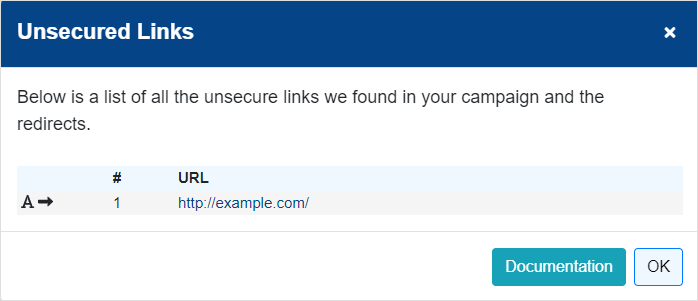 Unsecured Links ×
Below is a list of all the unsecure links we found in your campaign and the
redirects.
# URL
A ➡ 1 http://example.com/
Documentation OK